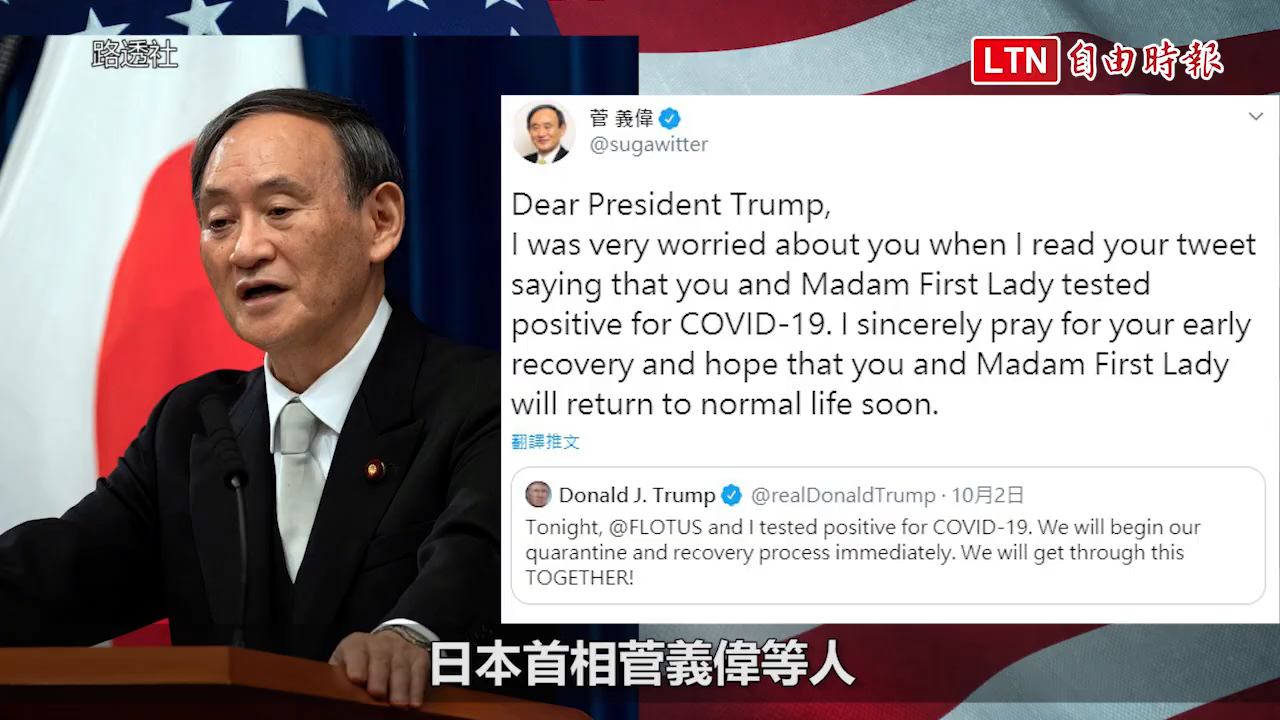 路透社
LTN 自由時報
菅 義偉
@sugawitter
Dear President Trump,
I was very worried about you when I read your tweet
saying that you and Madam First Lady tested
positive for COVID-19. I sincerely pray for your early
recovery and hope that you and Madam First Lady
will return to normal life soon.
翻譯推文
Donald J. Trump @realDonaldTrump · 10月2日
Tonight, @FLOTUS and I tested positive for COVID-19. We will begin our
quarantine and recovery process immediately. We will get through this
TOGETHER!
日本首相菅義偉等人